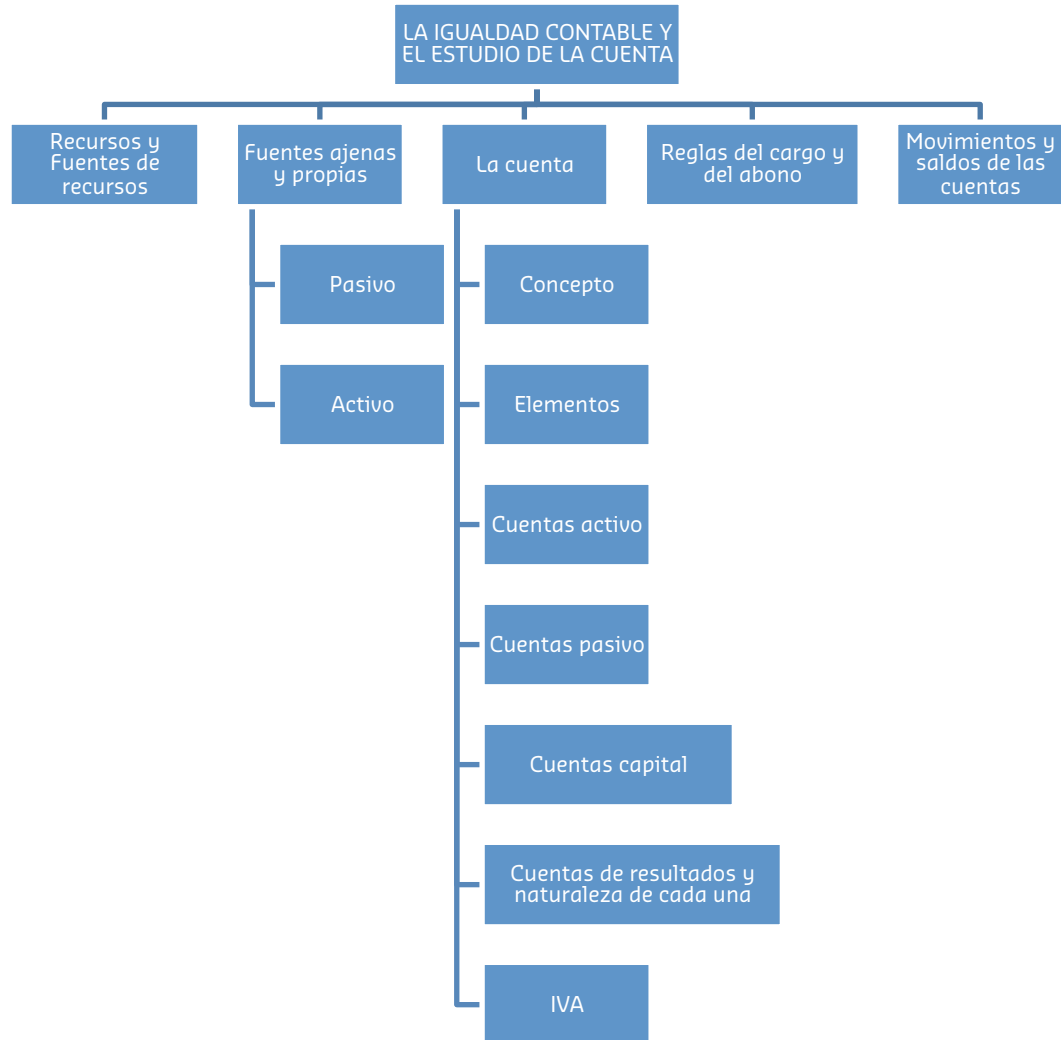 LA IGUALDAD CONTABLE Y
EL ESTUDIO DE LA CUENTA
Recursos y
Fuentes de
recursos
Fuentes ajenas
y propias
Pasivo
Activo
La cuenta
Concepto
Elementos
Cuentas activo
Cuentas pasivo
Cuentas capital
Cuentas de resultados y
naturaleza de cada una
IVA
Reglas del cargo y
del abono
Movimientos y
saldos de las
cuentas